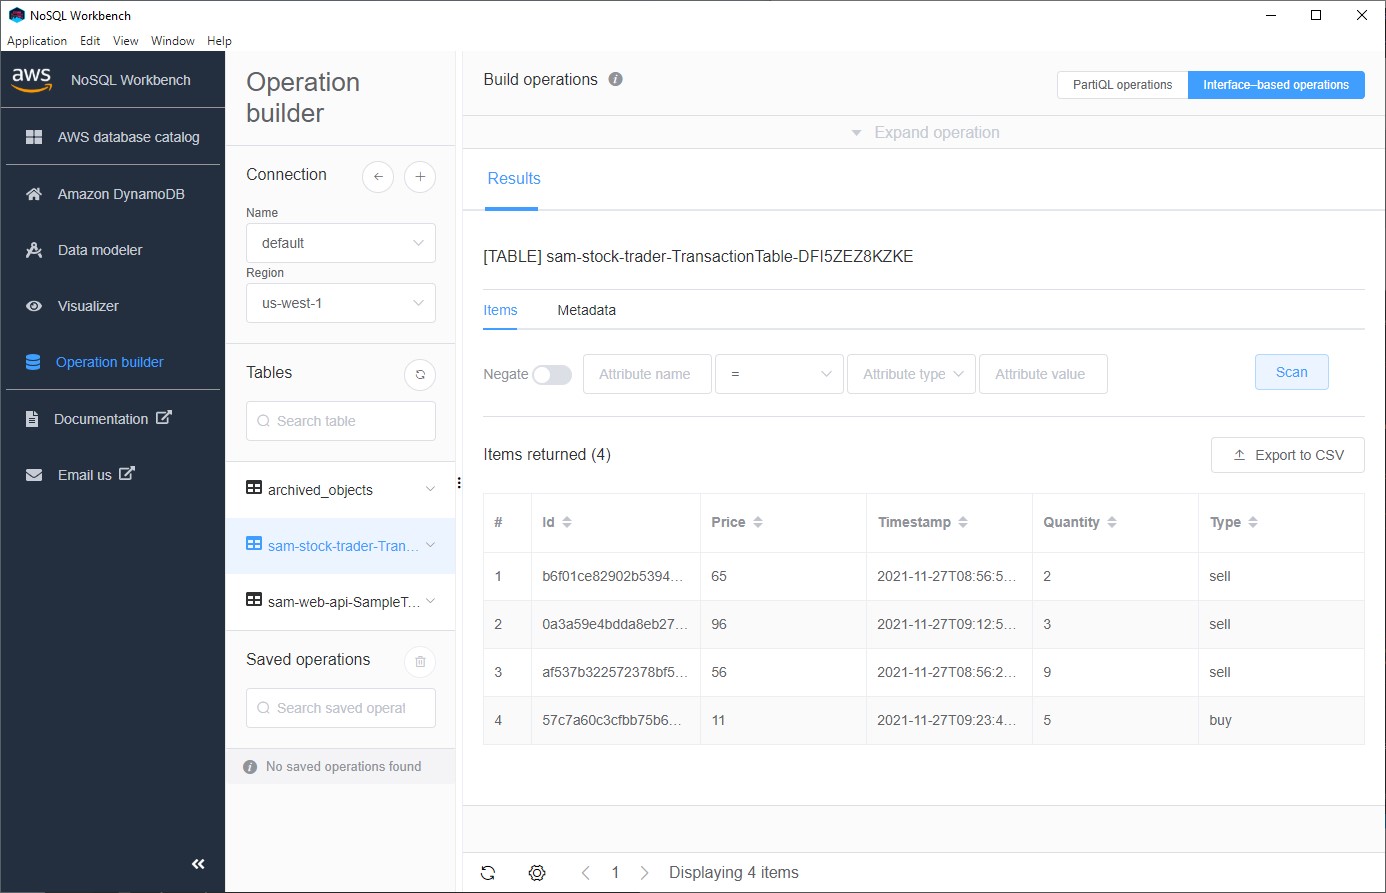 NoSQL Workbench
Application Edit View Window Help
aws NoSQL Workbench
AWS database catalog
Amazon DynamoDB
Data modeler
Visualizer
Operation builder
Documentation
Email us
Operation
builder
Connection
Name
default
Region
us-west-1
Tables
Search table
archived_objects
sam-stock-trader-Tran...
sam-web-api-SampleT...
Saved operations
Search saved operal
No saved operations found
Build operations
PartiQL operations Interface-based operations
Expand operation
Results
[TABLE] sam-stock-trader-TransactionTable-DFI5ZEZ8KZKE
Items Metadata
Negate Attribute name = Attribute type Attribute value Scan
Items returned (4) Export to CSV
# Id Price Timestamp Quantity Type
1 b6f01ce82902b5394... 65 2021-11-27T08:56:5... 2 sell
2 0a3a59e4bdda8eb27... 96 2021-11-27T09:12:5... 3 sell
3 af537b322572378bf5... 56 2021-11-27T08:56:2... 9 sell
4 57c7a60c3cfbb75b6... 11 2021-11-27T09:23:4... 5 buy
1 Displaying 4 items